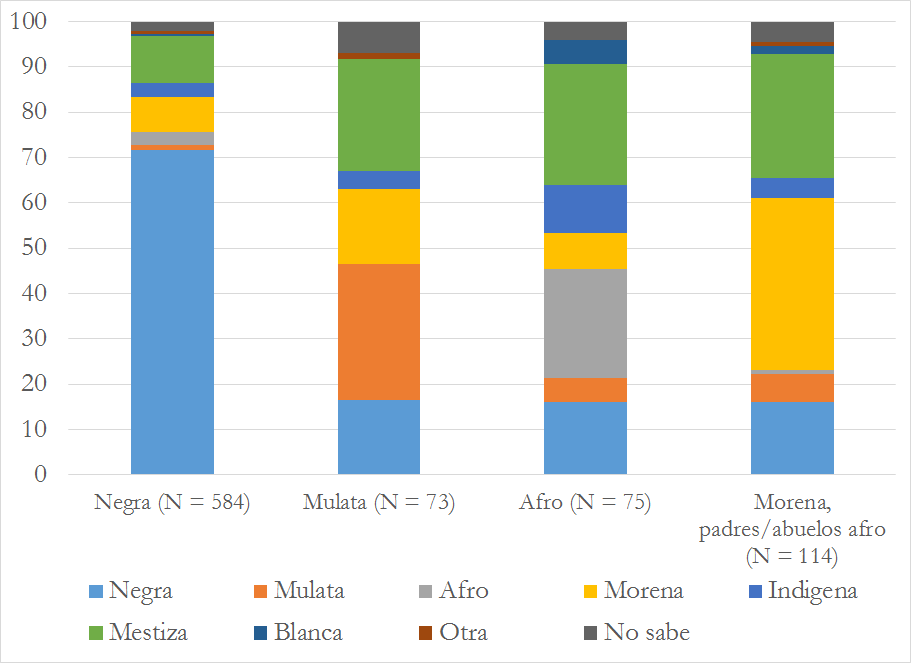 100
90
80
70
60
50
40
30
20
10
0
Negra (N = 584)
Mulata (N = 73)
Afro (N = 75)
Morena,
padres/abuelos afro
(N = 114)
Negra
Mulata
Afro
Morena
Indigena
Mestiza
Blanca
Otra
No sabe